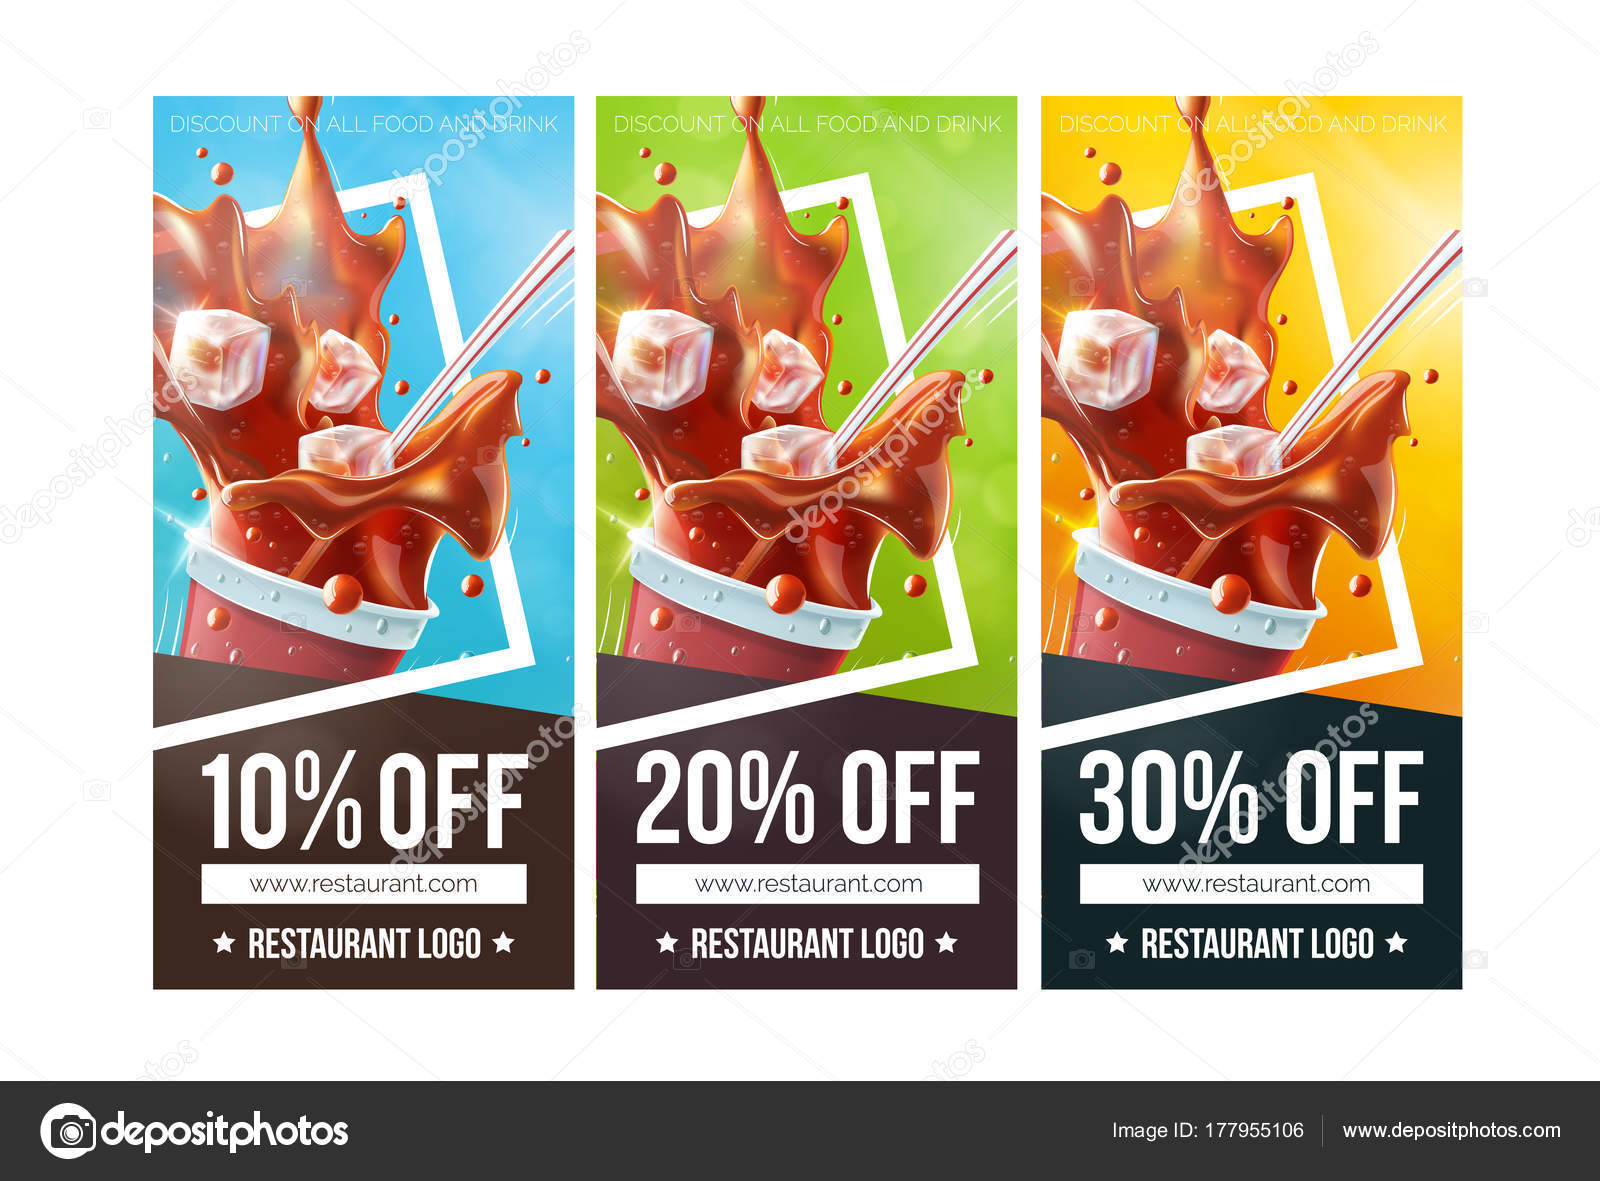 DISCOUNT ON ALL FOOD AND DRINK
10% OFF
www.restaurant.com
★ RESTAURANT LOGO ★
DISCOUNT ON ALL FOOD AND DRINK
20% OFF
www.restaurant.com
★ RESTAURANT LOGO ★
DISCOUNT ON ALL FOOD AND DRINK
30% OFF
www.restaurant.com
★ RESTAURANT LOGO ★
depositphotos
Image ID: 177955106
www.depositphotos.com